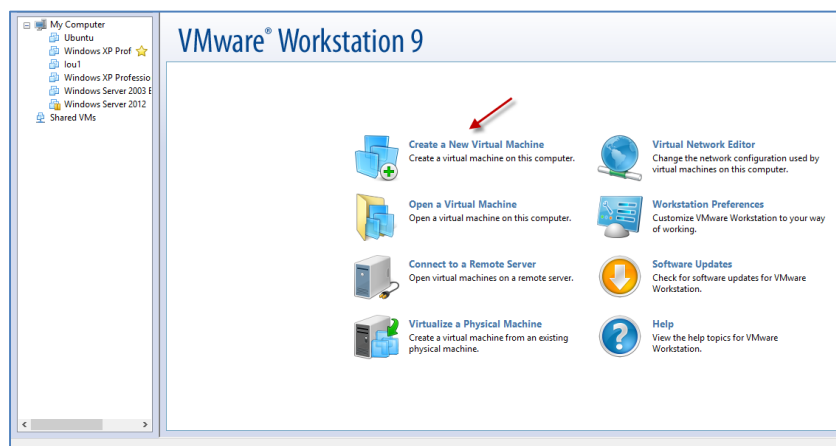 My Computer
Ubuntu
Windows XP Prof
lou1
Windows XP Professio
Windows Server 2003 E
Windows Server 2012
Shared VMs
VMware® Workstation 9
Create a New Virtual Machine
Create a virtual machine on this computer.
Open a Virtual Machine
Open a virtual machine on this computer.
Connect to a Remote Server
Open virtual machines on a remote server.
Virtualize a Physical Machine
Create a virtual machine from an existing
physical machine.
Virtual Network Editor
Change the network configuration used by
virtual machines on this computer.
Workstation Preferences
Customize VMware Workstation to your way
of working.
Software Updates
Check for software updates for VMware
Workstation.
Help
View the help topics for VMware
Workstation.